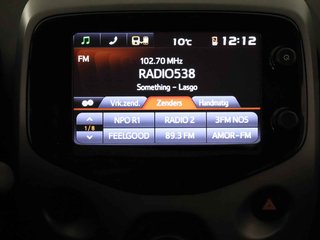 10°C
12:12
FM
102.70 MHz
RADIO538
Something - Lasgo
Vrk.zend. Zenders Handmatig
NPO R1 RADIO 2 3FM NOS
1/8
FEELGOOD 89.3 FM AMOR-FM